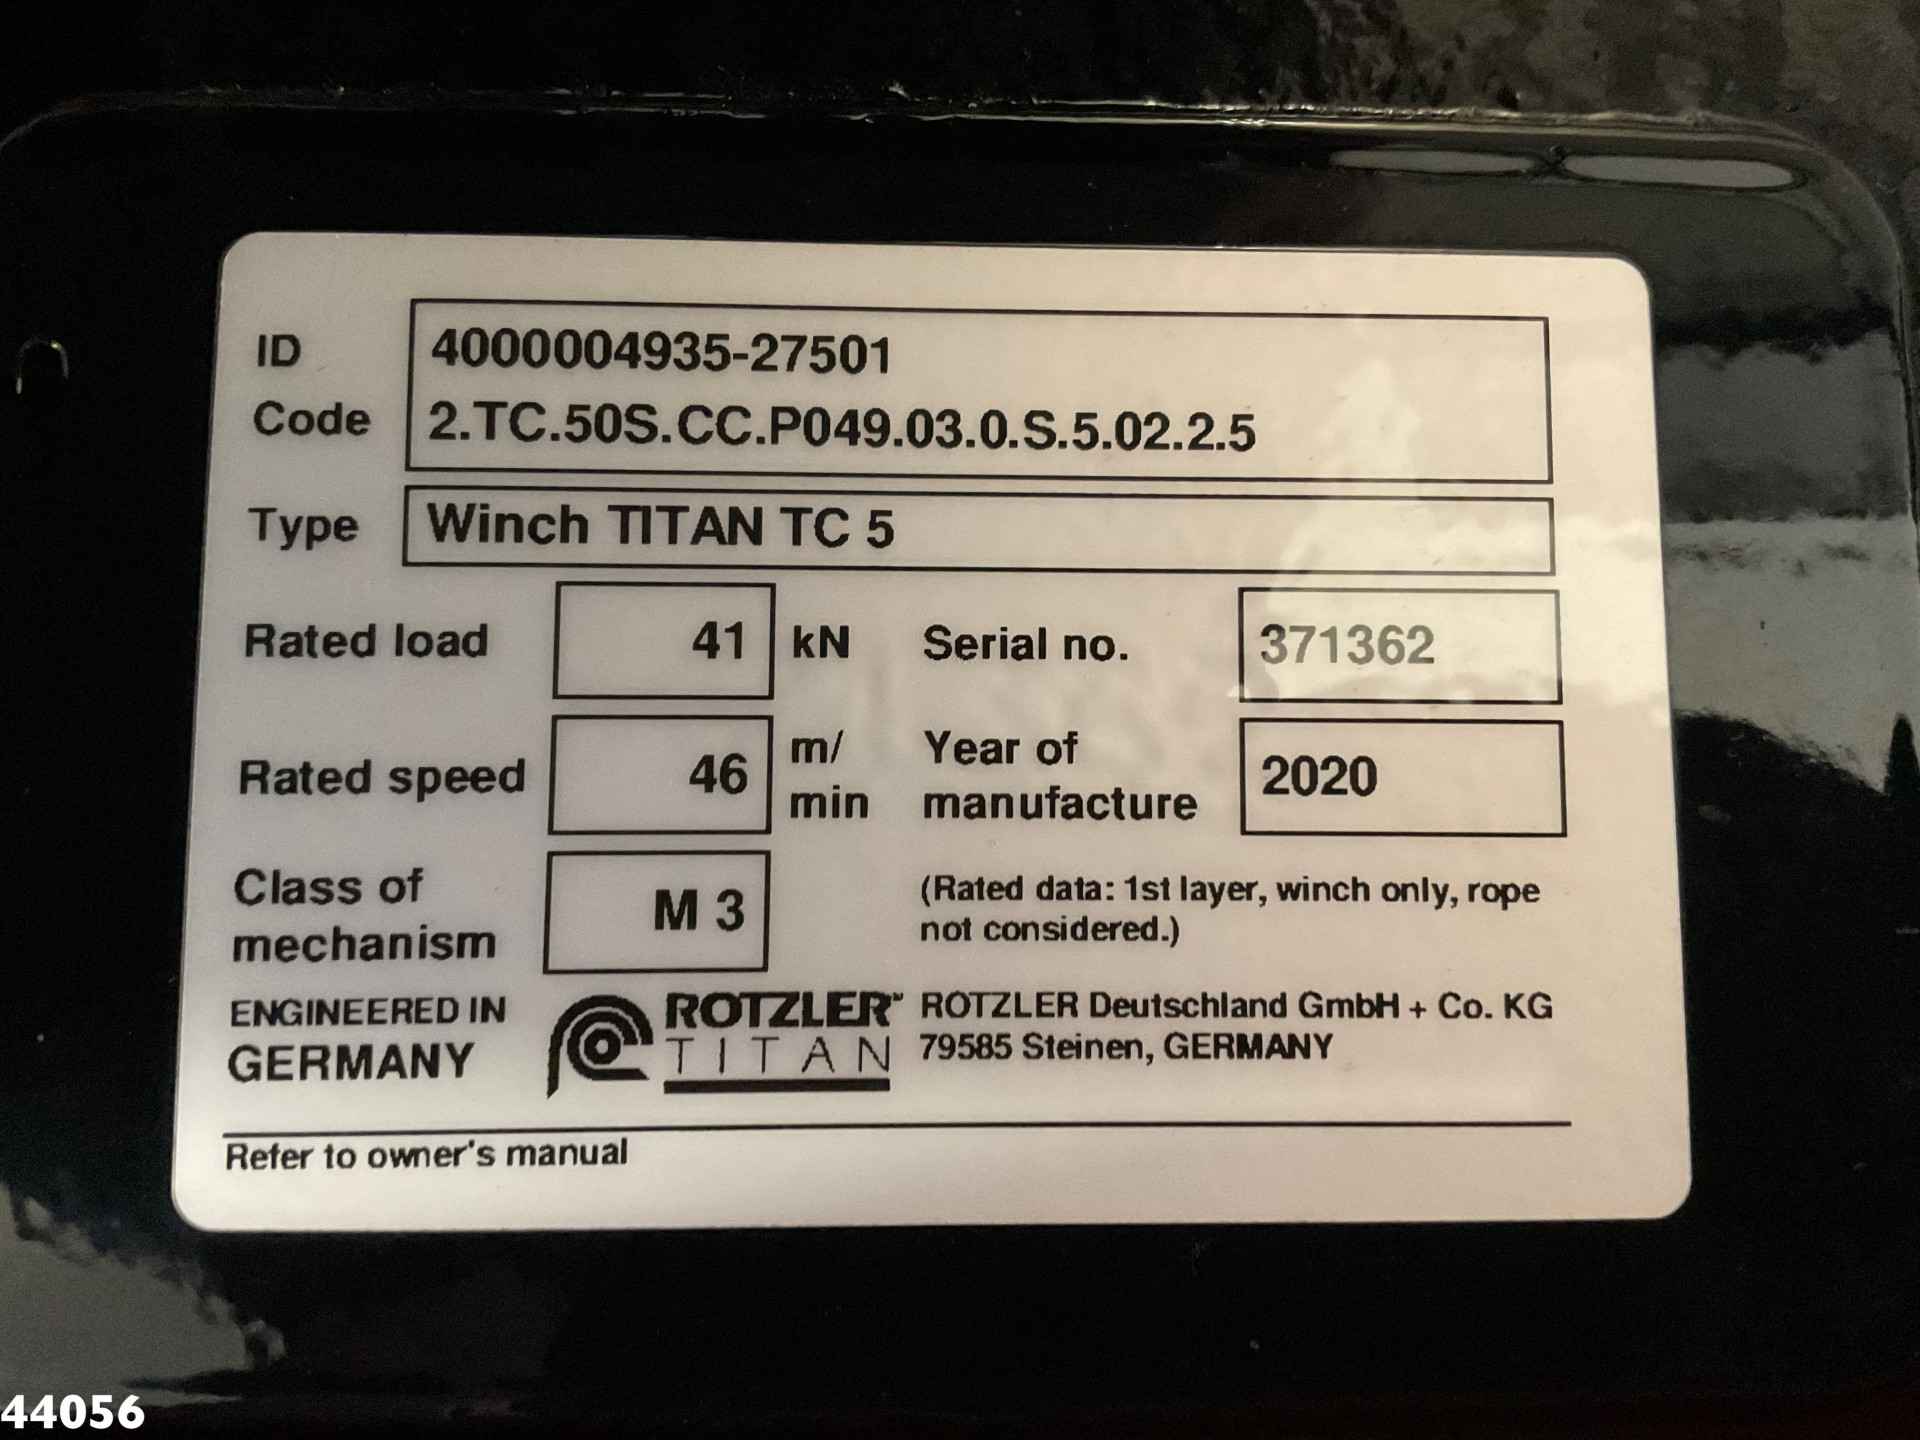 ID 4000004935-27501
Code 2.TC.50S.CC.P049.03.0.S.5.02.2.5
Type Winch TITAN TC 5
Rated load 41 kN Serial no. 371362
Rated speed 46 m/ min Year of manufacture 2020
Class of mechanism M 3 (Rated data: 1st layer, winch only, rope
not considered.)
ENGINEERED IN ROTZLER™ ROTZLER Deutschland GmbH + Co. KG
GERMANY TITAN 79585 Steinen, GERMANY
Refer to owner's manual
44056